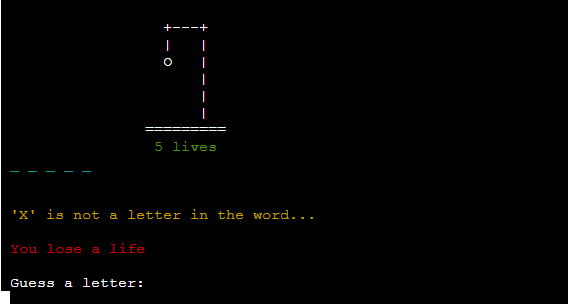 +---+
|   |
O   |
    |
    |
    |
=========
5 lives
_ _ _ _ _
'X' is not a letter in the word...
You lose a life
Guess a letter: